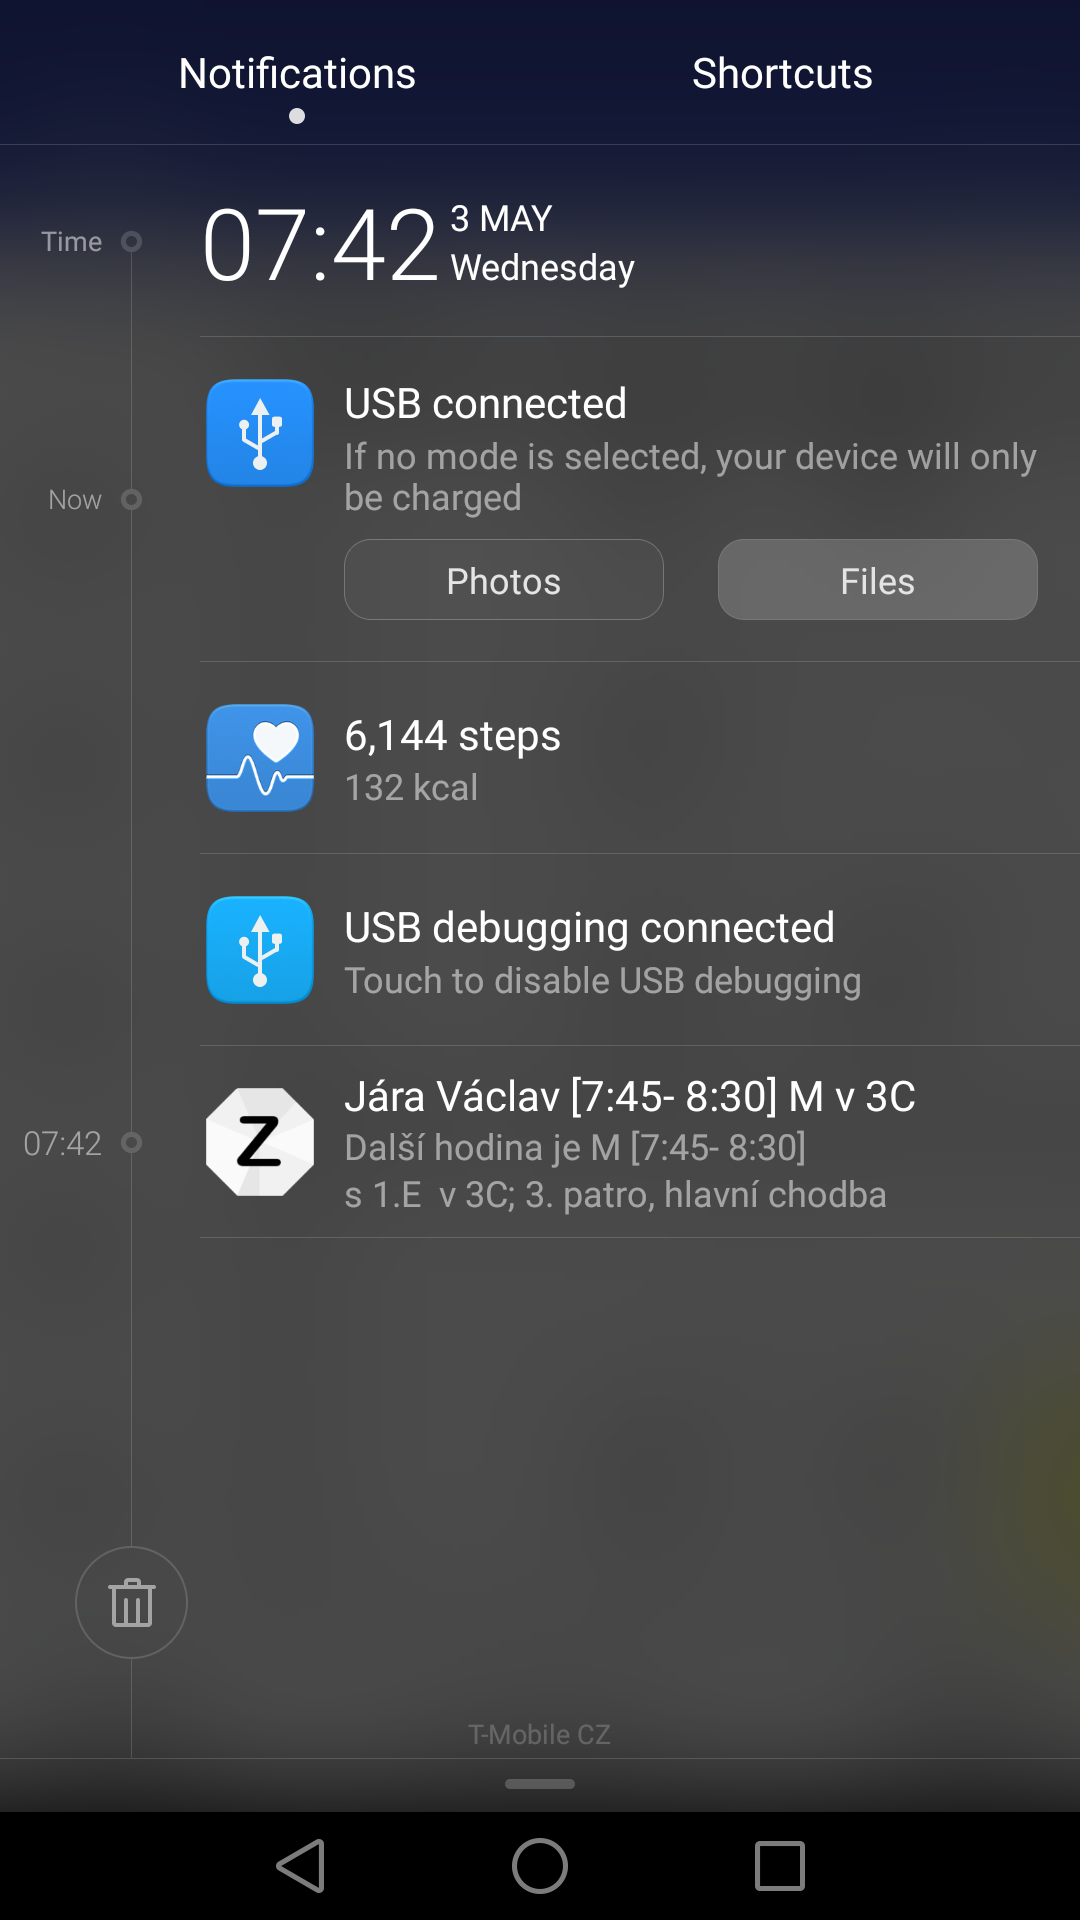 Notifications
Shortcuts
Time
07:42
3 MAY
Wednesday
USB connected
If no mode is selected, your device will only
be charged
Now
Photos
Files
6,144 steps
132 kcal
USB debugging connected
Touch to disable USB debugging
07:42
Z
Jára Václav [7:45- 8:30] M v 3C
Další hodina je M [7:45- 8:30]
s 1.E  v 3C; 3. patro, hlavní chodba
T-Mobile CZ